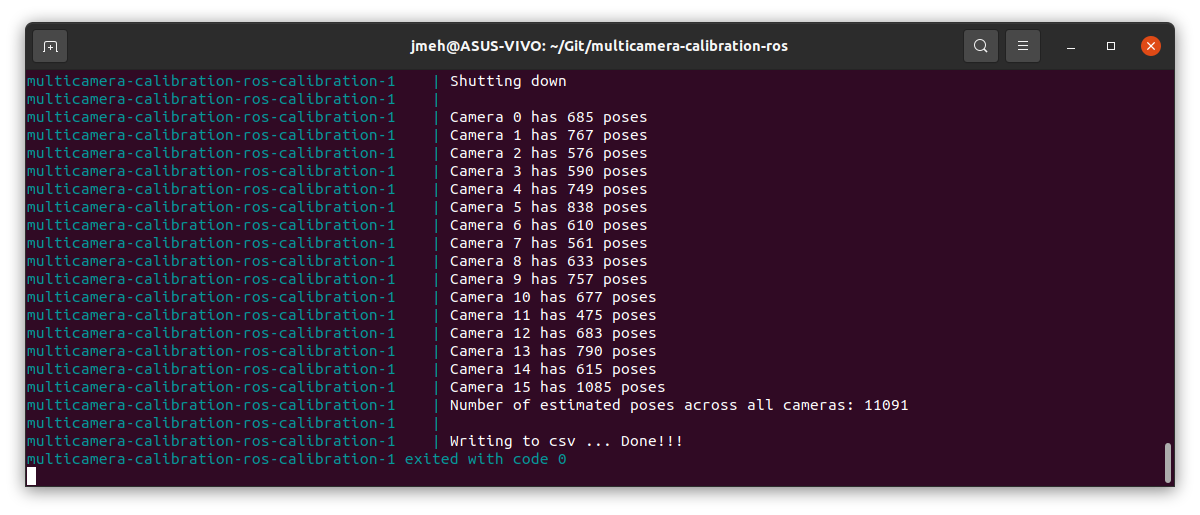 jmeh@ASUS-VIVO: ~/Git/multicamera-calibration-ros
multicamera-calibration-ros-calibration-1    | Shutting down
multicamera-calibration-ros-calibration-1    |
multicamera-calibration-ros-calibration-1    | Camera 0 has 685 poses
multicamera-calibration-ros-calibration-1    | Camera 1 has 767 poses
multicamera-calibration-ros-calibration-1    | Camera 2 has 576 poses
multicamera-calibration-ros-calibration-1    | Camera 3 has 590 poses
multicamera-calibration-ros-calibration-1    | Camera 4 has 749 poses
multicamera-calibration-ros-calibration-1    | Camera 5 has 838 poses
multicamera-calibration-ros-calibration-1    | Camera 6 has 610 poses
multicamera-calibration-ros-calibration-1    | Camera 7 has 561 poses
multicamera-calibration-ros-calibration-1    | Camera 8 has 633 poses
multicamera-calibration-ros-calibration-1    | Camera 9 has 757 poses
multicamera-calibration-ros-calibration-1    | Camera 10 has 677 poses
multicamera-calibration-ros-calibration-1    | Camera 11 has 475 poses
multicamera-calibration-ros-calibration-1    | Camera 12 has 683 poses
multicamera-calibration-ros-calibration-1    | Camera 13 has 790 poses
multicamera-calibration-ros-calibration-1    | Camera 14 has 615 poses
multicamera-calibration-ros-calibration-1    | Camera 15 has 1085 poses
multicamera-calibration-ros-calibration-1    | Number of estimated poses across all cameras: 11091
multicamera-calibration-ros-calibration-1    |
multicamera-calibration-ros-calibration-1    | Writing to csv ... Done!!!
multicamera-calibration-ros-calibration-1 exited with code 0